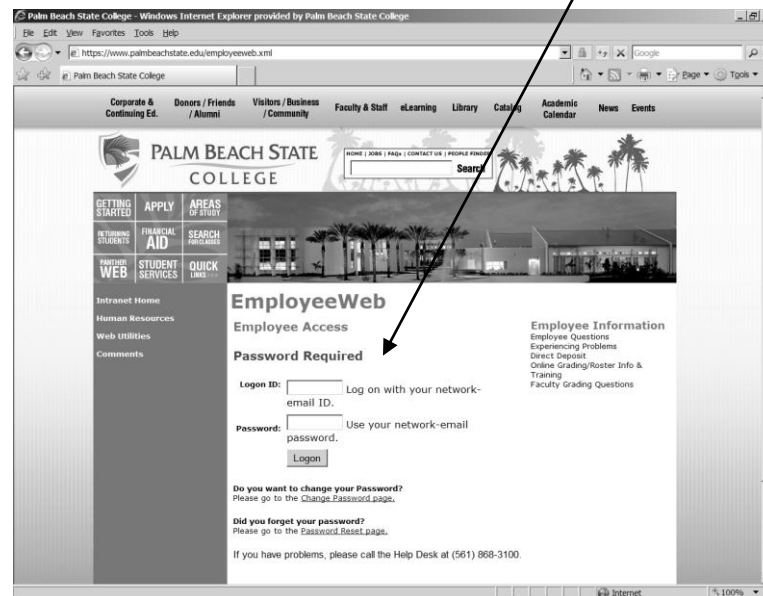 Palm Beach State College - Windows Internet Explorer provided by Palm Beach State College
File Edit View Favorites Tools Help
https://www.palmbeachstate.edu/employeeweb.xml
Google
Palm Beach State College
Page Tools
Corporate & Continuing Ed.
Donors / Friends / Alumni
Visitors / Business / Community
Faculty & Staff
eLearning
Library
Catalog
Academic Calendar
News
Events
PALM BEACH STATE
COLLEGE
HOME | JOBS | FAQs | CONTACT US | PEOPLE FINDER
Search
GETTING STARTED
APPLY
AREAS OF STUDY
RETURNING STUDENTS
FINANCIAL AID
SEARCH FOR CLASSES
PANTHER WEB
STUDENT SERVICES
QUICK LINKS
Intranet Home
Human Resources
Web Utilities
Comments
EmployeeWeb
Employee Access
Password Required
Logon ID: Log on with your network-
email ID.
Password: Use your network-email
password.
Logon
Do you want to change your Password?
Please go to the Change Password page.
Did you forget your password?
Please go to the Password Reset page.
If you have problems, please call the Help Desk at (561) 868-3100.
Employee Information
Employee Questions
Experiencing Problems
Direct Deposit
Online Grading/Roster Info &
Training
Faculty Grading Questions
Internet
100%